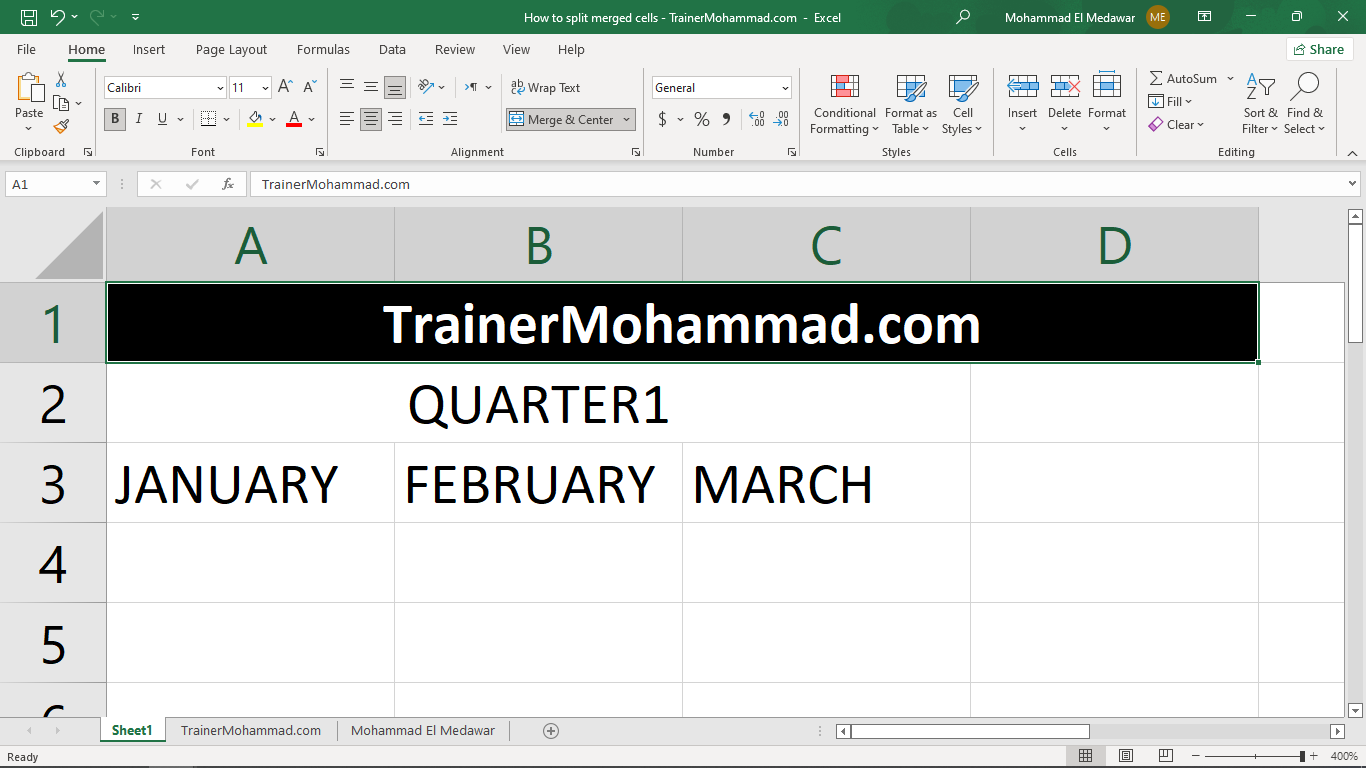 How to split merged cells - TrainerMohammad.com - Excel
Mohammad El Medawar ME
File Home Insert Page Layout Formulas Data Review View Help Share
Paste
Clipboard
Calibri 11
B I U A
Font
ab Wrap Text
Merge & Center
Alignment
General
$ % 9 .00 .00
Number
Conditional Formatting
Format as Table
Cell Styles
Styles
Insert Delete Format
Cells
AutoSum
Fill
Clear
Sort & Filter
Find & Select
Editing
A1 fx TrainerMohammad.com
A B C D
1 TrainerMohammad.com
2 QUARTER1
3 JANUARY FEBRUARY MARCH
4
5
6
Sheet1 TrainerMohammad.com Mohammad El Medawar
Ready 400%